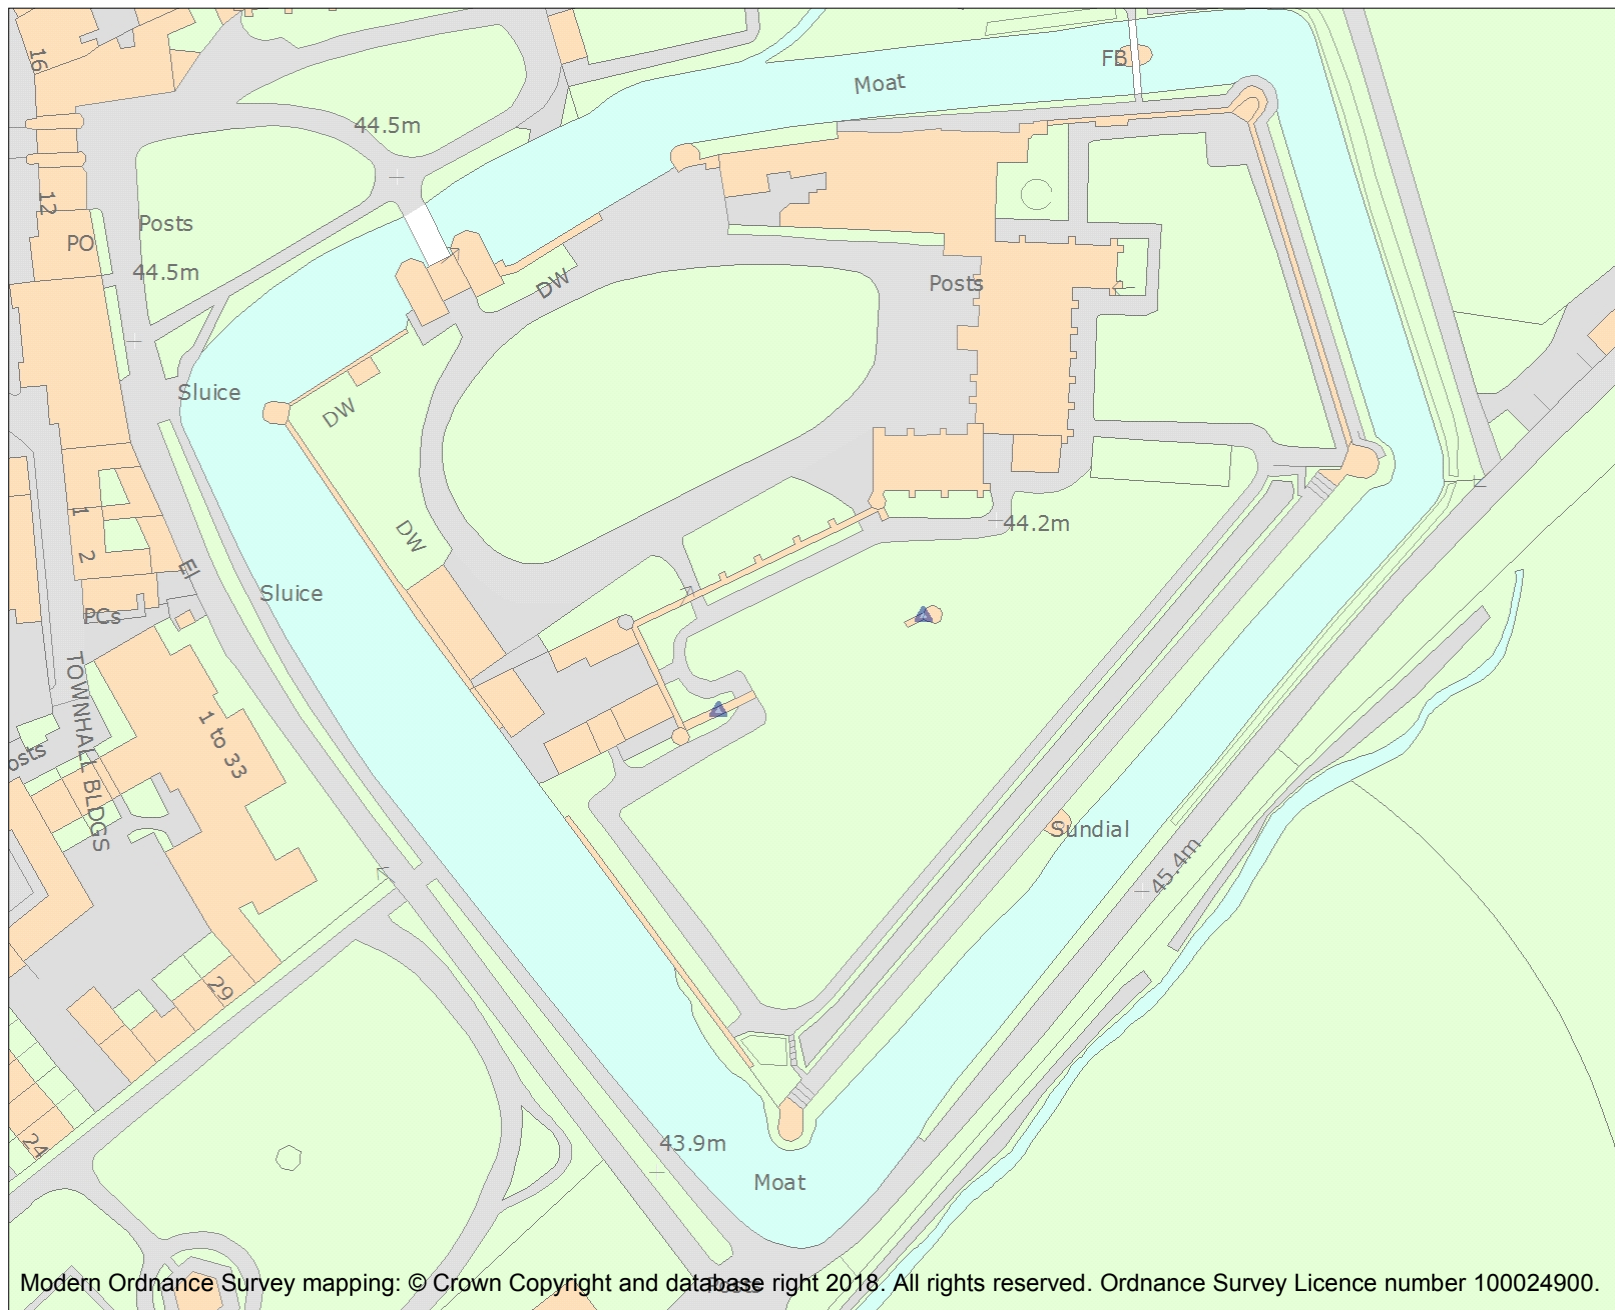 16
Moat
FB
44.5m
12
Posts
PO
44.5m
DW
Posts
Sluice
DW
1
DW
44.2m
2
El
Sluice
PCs
TOWNHALL BLDGS
1 to 33
osts
Sundial
45.4m
29
24
43.9m
Moat
Posts
Modern Ordnance Survey mapping: © Crown Copyright and database right 2018. All rights reserved. Ordnance Survey Licence number 100024900.